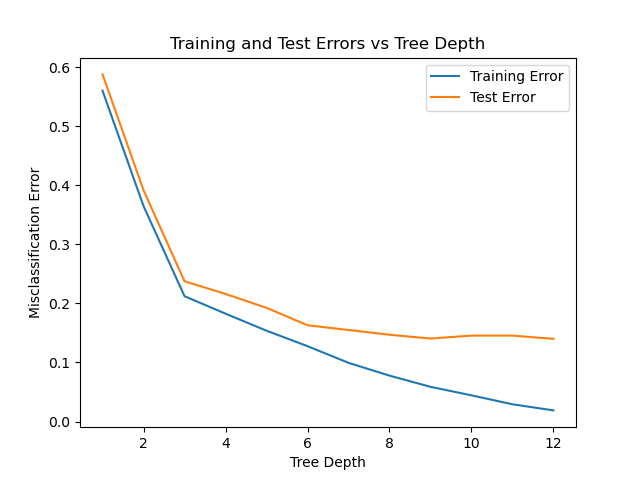 Training and Test Errors vs Tree Depth
Training Error
Test Error
0.6
0.5
0.4
0.3
0.2
0.1
0.0
Misclassification Error
2 4 6 8 10 12
Tree Depth